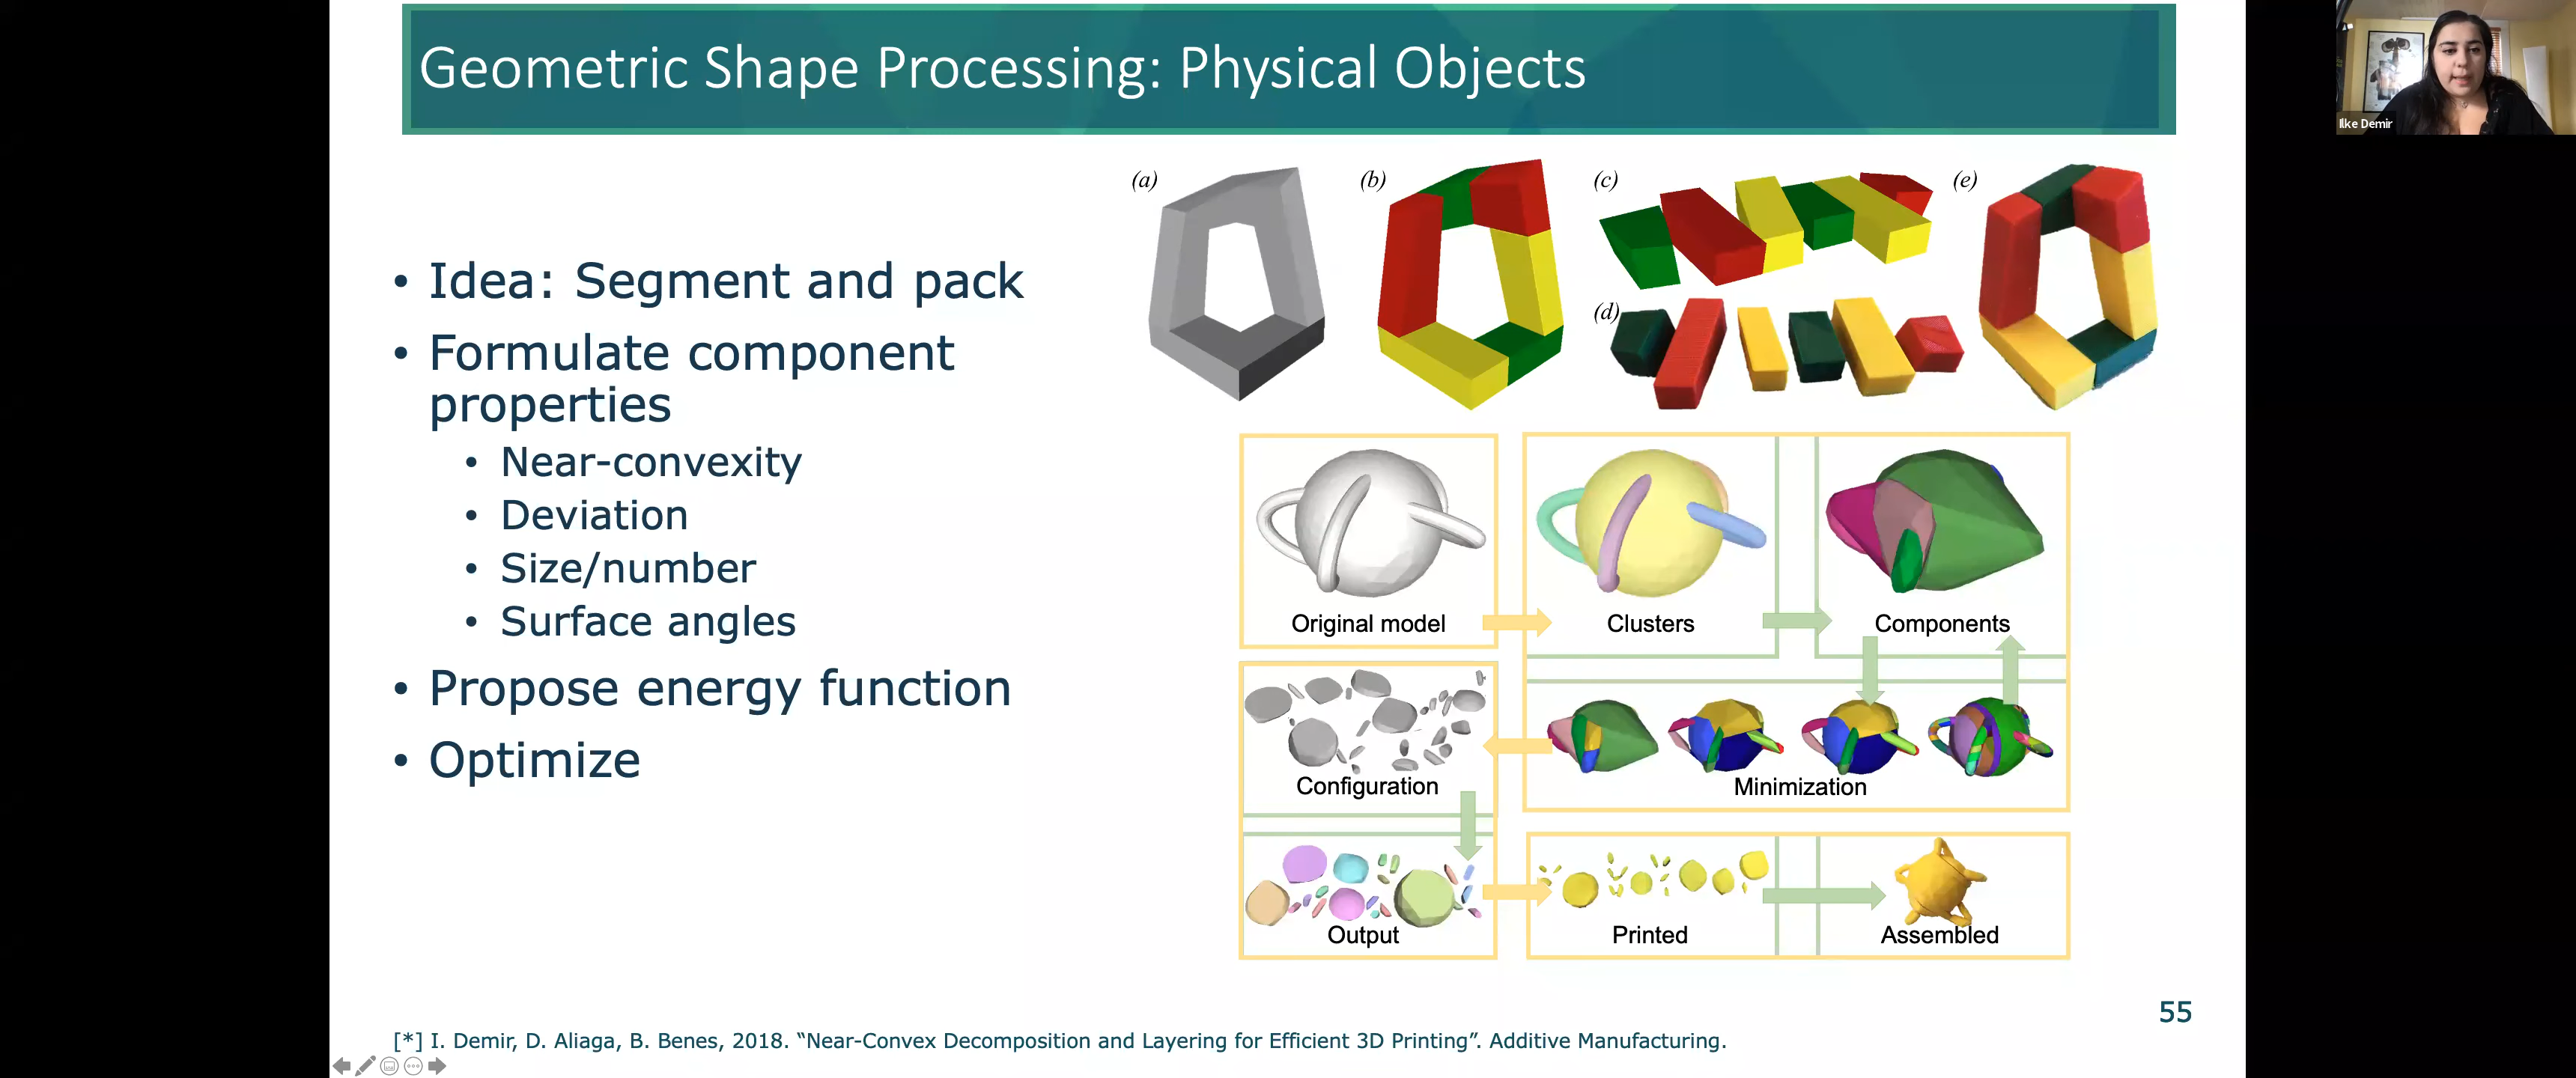 Geometric Shape Processing: Physical Objects
Ilke Demir
• Idea: Segment and pack
• Formulate component
properties
• Near-convexity
• Deviation
• Size/number
• Surface angles
• Propose energy function
• Optimize
(a)
(b)
(c)
(d)
(e)
Original model
Clusters
Components
Configuration
Minimization
Output
Printed
Assembled
55
[*] I. Demir, D. Aliaga, B. Benes, 2018. “Near-Convex Decomposition and Layering for Efficient 3D Printing”. Additive Manufacturing.